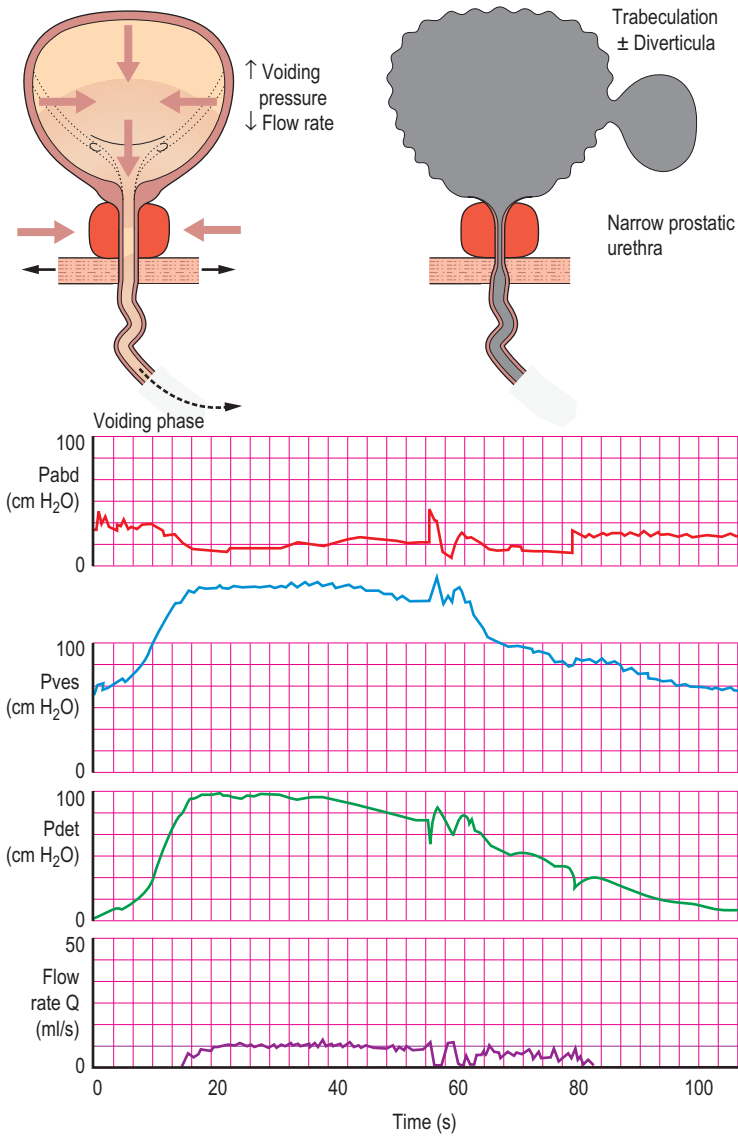 ↑ Voiding
pressure
↓ Flow rate
Trabeculation
± Diverticula
Narrow prostatic
urethra
Voiding phase
100
Pabd
(cm H₂O)
0
100
Pves
(cm H₂O)
0
100
Pdet
(cm H₂O)
0
50
Flow
rate Q
(ml/s)
0
0 20 40 60 80 100
Time (s)